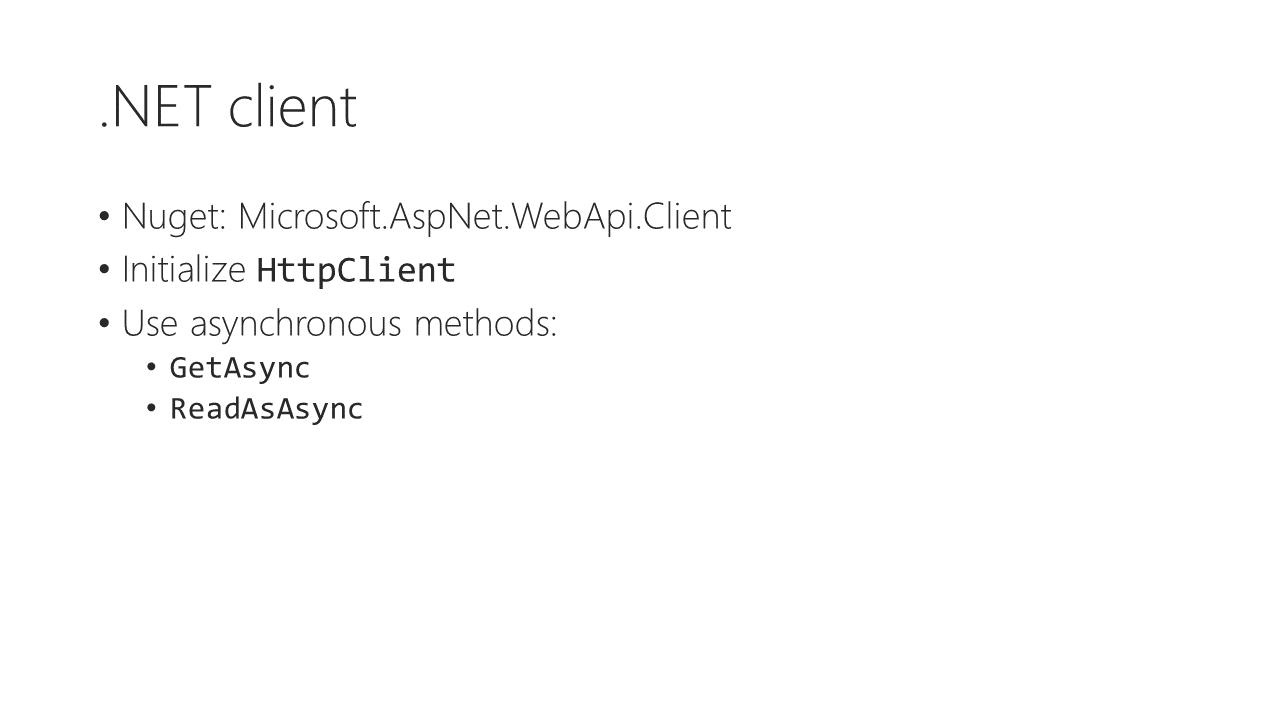 .NET client
• Nuget: Microsoft.AspNet.WebApi.Client
• Initialize HttpClient
• Use asynchronous methods:
• GetAsync
• ReadAsAsync